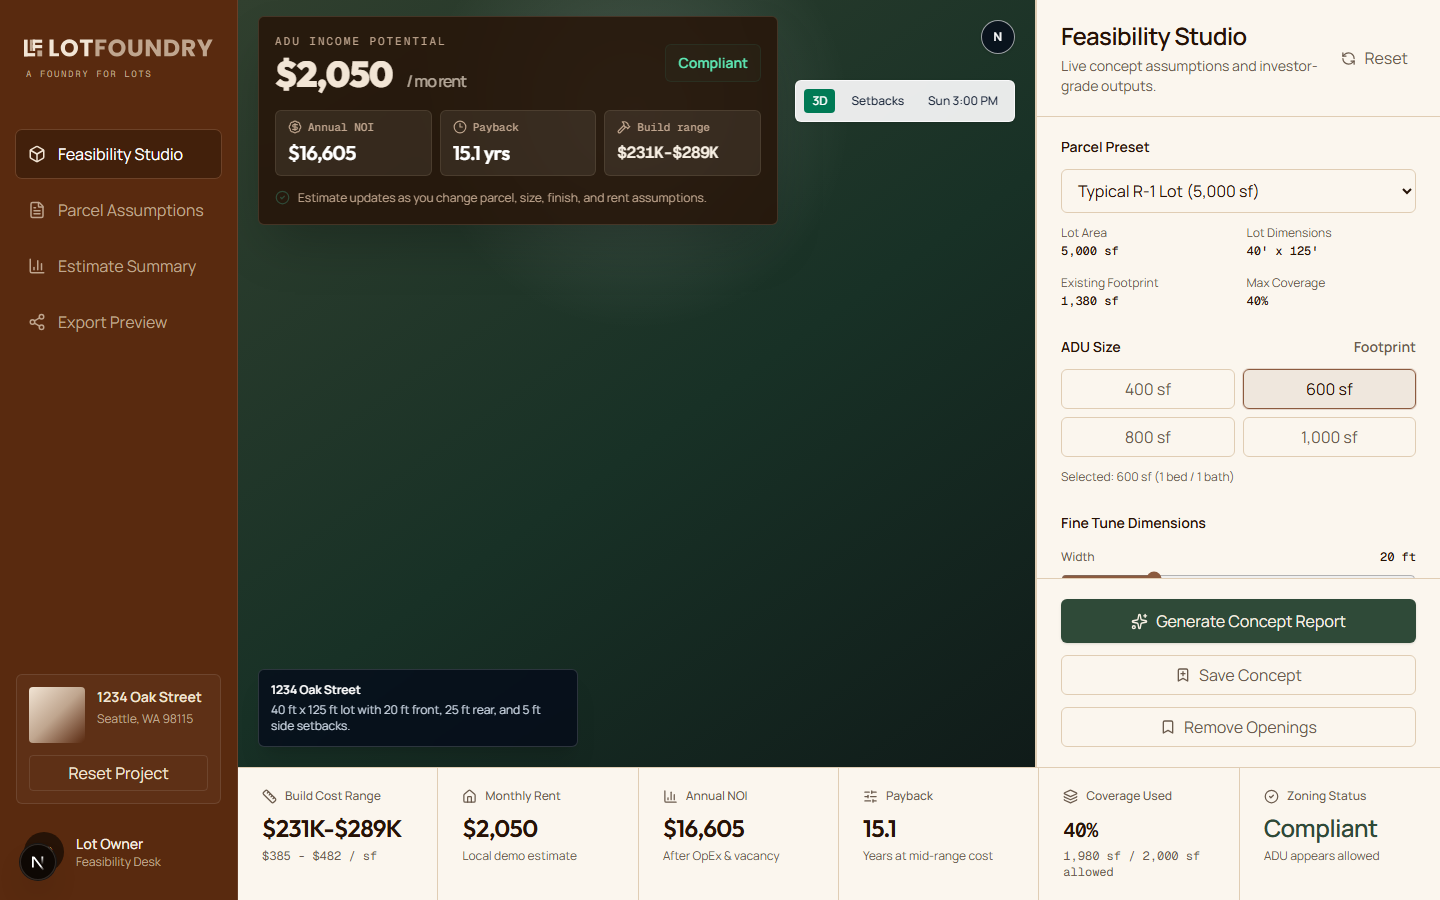 LOTFOUNDRY
A FOUNDRY FOR LOTS
Feasibility Studio
Parcel Assumptions
Estimate Summary
Export Preview
1234 Oak Street
Seattle, WA 98115
Reset Project
N
Lot Owner
Feasibility Desk
ADU INCOME POTENTIAL
$2,050 / mo rent
Compliant
Annual NOI
$16,605
Payback
15.1 yrs
Build range
$231K-$289K
Estimate updates as you change parcel, size, finish, and rent assumptions.
N
3D Setbacks Sun 3:00 PM
1234 Oak Street
40 ft x 125 ft lot with 20 ft front, 25 ft rear, and 5 ft
side setbacks.
Feasibility Studio
Live concept assumptions and investor-
grade outputs.
Reset
Parcel Preset
Typical R-1 Lot (5,000 sf)
Lot Area
5,000 sf
Lot Dimensions
40' x 125'
Existing Footprint
1,380 sf
Max Coverage
40%
ADU Size Footprint
400 sf 600 sf
800 sf 1,000 sf
Selected: 600 sf (1 bed / 1 bath)
Fine Tune Dimensions
Width 20 ft
Generate Concept Report
Save Concept
Remove Openings
Build Cost Range
$231K-$289K
$385 - $482 / sf
Monthly Rent
$2,050
Local demo estimate
Annual NOI
$16,605
After OpEx & vacancy
Payback
15.1
Years at mid-range cost
Coverage Used
40%
1,980 sf / 2,000 sf
allowed
Zoning Status
Compliant
ADU appears allowed